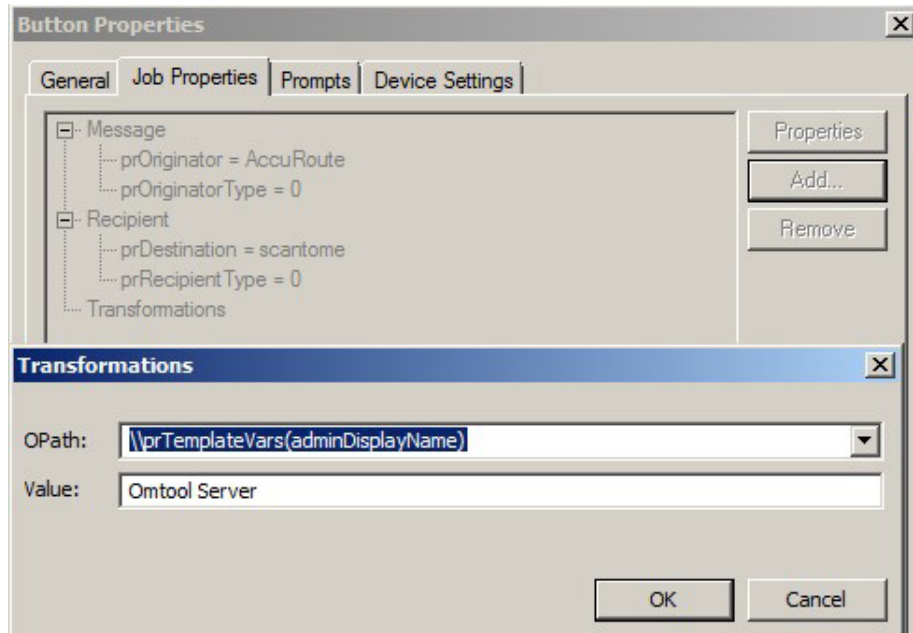 Button Properties
General Job Properties Prompts Device Settings
Message Properties
prOriginator = AccuRoute
prOriginatorType = 0 Add...
Recipient Remove
prDestination = scantome
prRecipientType = 0
Transformations
Transformations
OPath: \\prTemplateVars(adminDisplayName)
Value: Omtool Server
OK Cancel